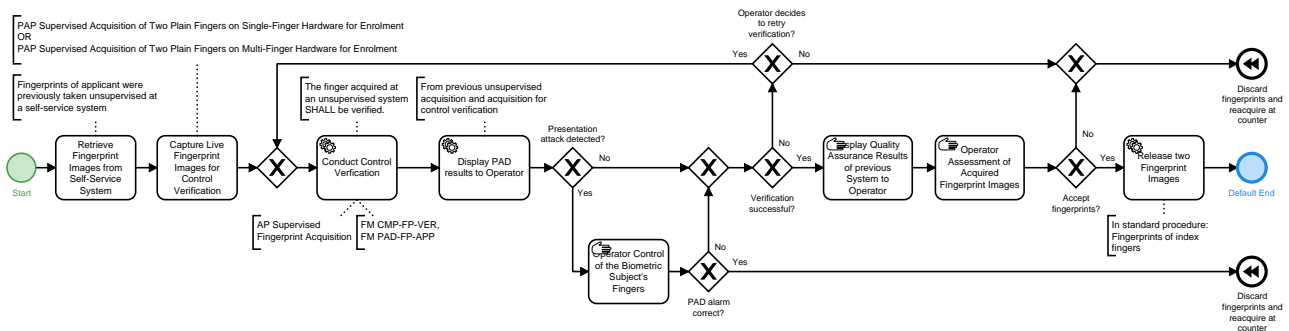 PAP Supervised Acquisition of Two Plain Fingers on Single-Finger Hardware for Enrolment
OR
PAP Supervised Acquisition of Two Plain Fingers on Multi-Finger Hardware for Enrolment
Fingerprints of applicant were
previously taken unsupervised at
a self-service system
The finger acquired at
an unsupervised system
SHALL be verified.
From previous unsupervised
acquisition and acquisition for
control verification
Operator decides
to retry
verification?
Yes
No
No
Discard
fingerprints and
reacquire at
counter
Start
Retrieve
Fingerprint
Images from
Self-Service
System
Capture Live
Fingerprint
Images for
Control
Verification
Conduct Control
Verfication
Display PAD
results to Operator
Presentation
attack detected?
No
Yes
Verification
successful?
Yes
Display Quality
Assurance Results
of previous
System to
Operator
Operator
Assessment of
Acquired
Fingerprint Images
Accept
fingerprints?
Yes
Release two
Fingerprint
Images
Default End
AP Supervised
Fingerprint Acquisition
FM CMP-FP-VER,
FM PAD-FP-APP
In standard procedure:
Fingerprints of index
fingers
Operator Control
of the Biometric
Subject's
Fingers
No
Yes
PAD alarm
correct?
Discard
fingerprints and
reacquire at
counter